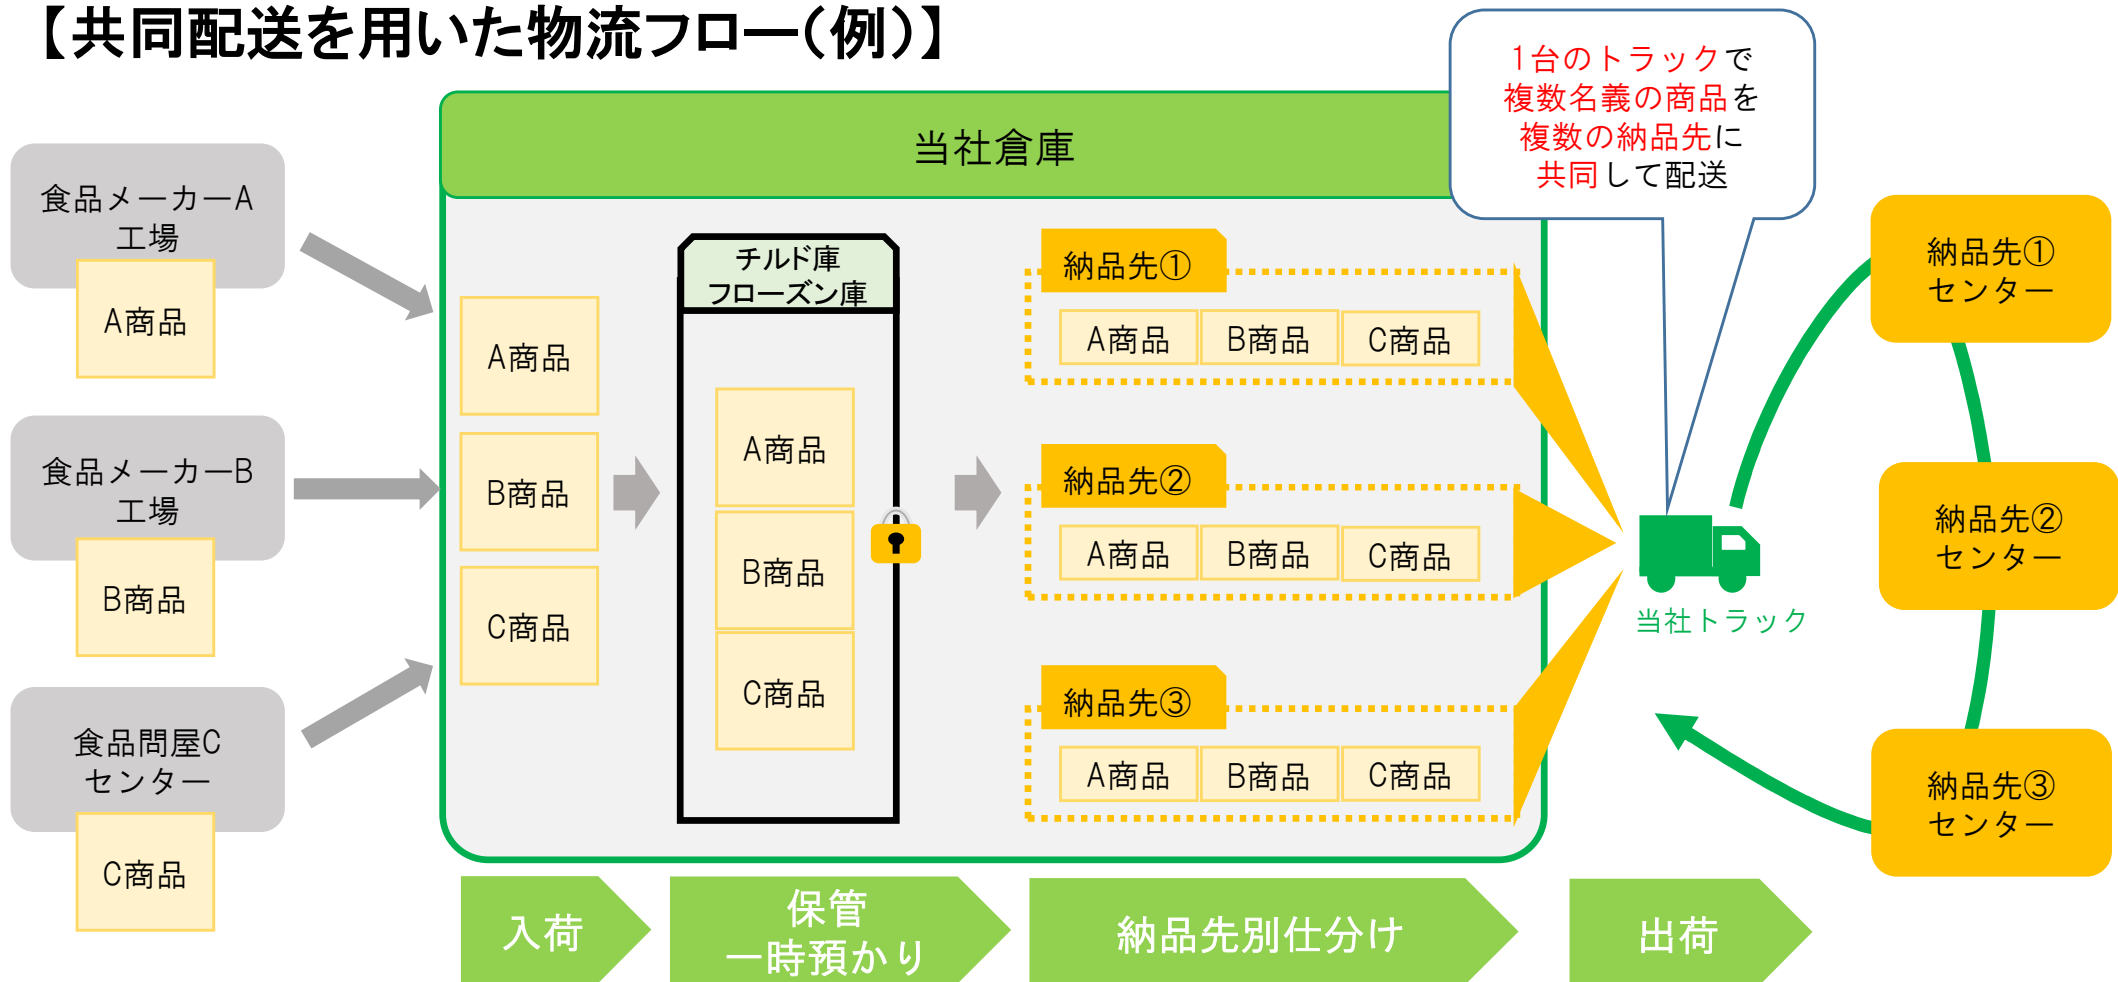 【共同配送を用いた物流フロー(例)】
1台のトラックで
複数名義の商品を
複数の納品先に
共同して配送
当社倉庫
食品メーカーA
工場
A商品
食品メーカーB
工場
B商品
食品問屋C
センター
C商品
A商品
B商品
C商品
チルド庫
フローズン庫
A商品
B商品
C商品
納品先①
A商品 B商品 C商品
納品先②
A商品 B商品 C商品
納品先③
A商品 B商品 C商品
当社トラック
納品先①
センター
納品先②
センター
納品先③
センター
入荷
保管
一時預かり
納品先別仕分け
出荷